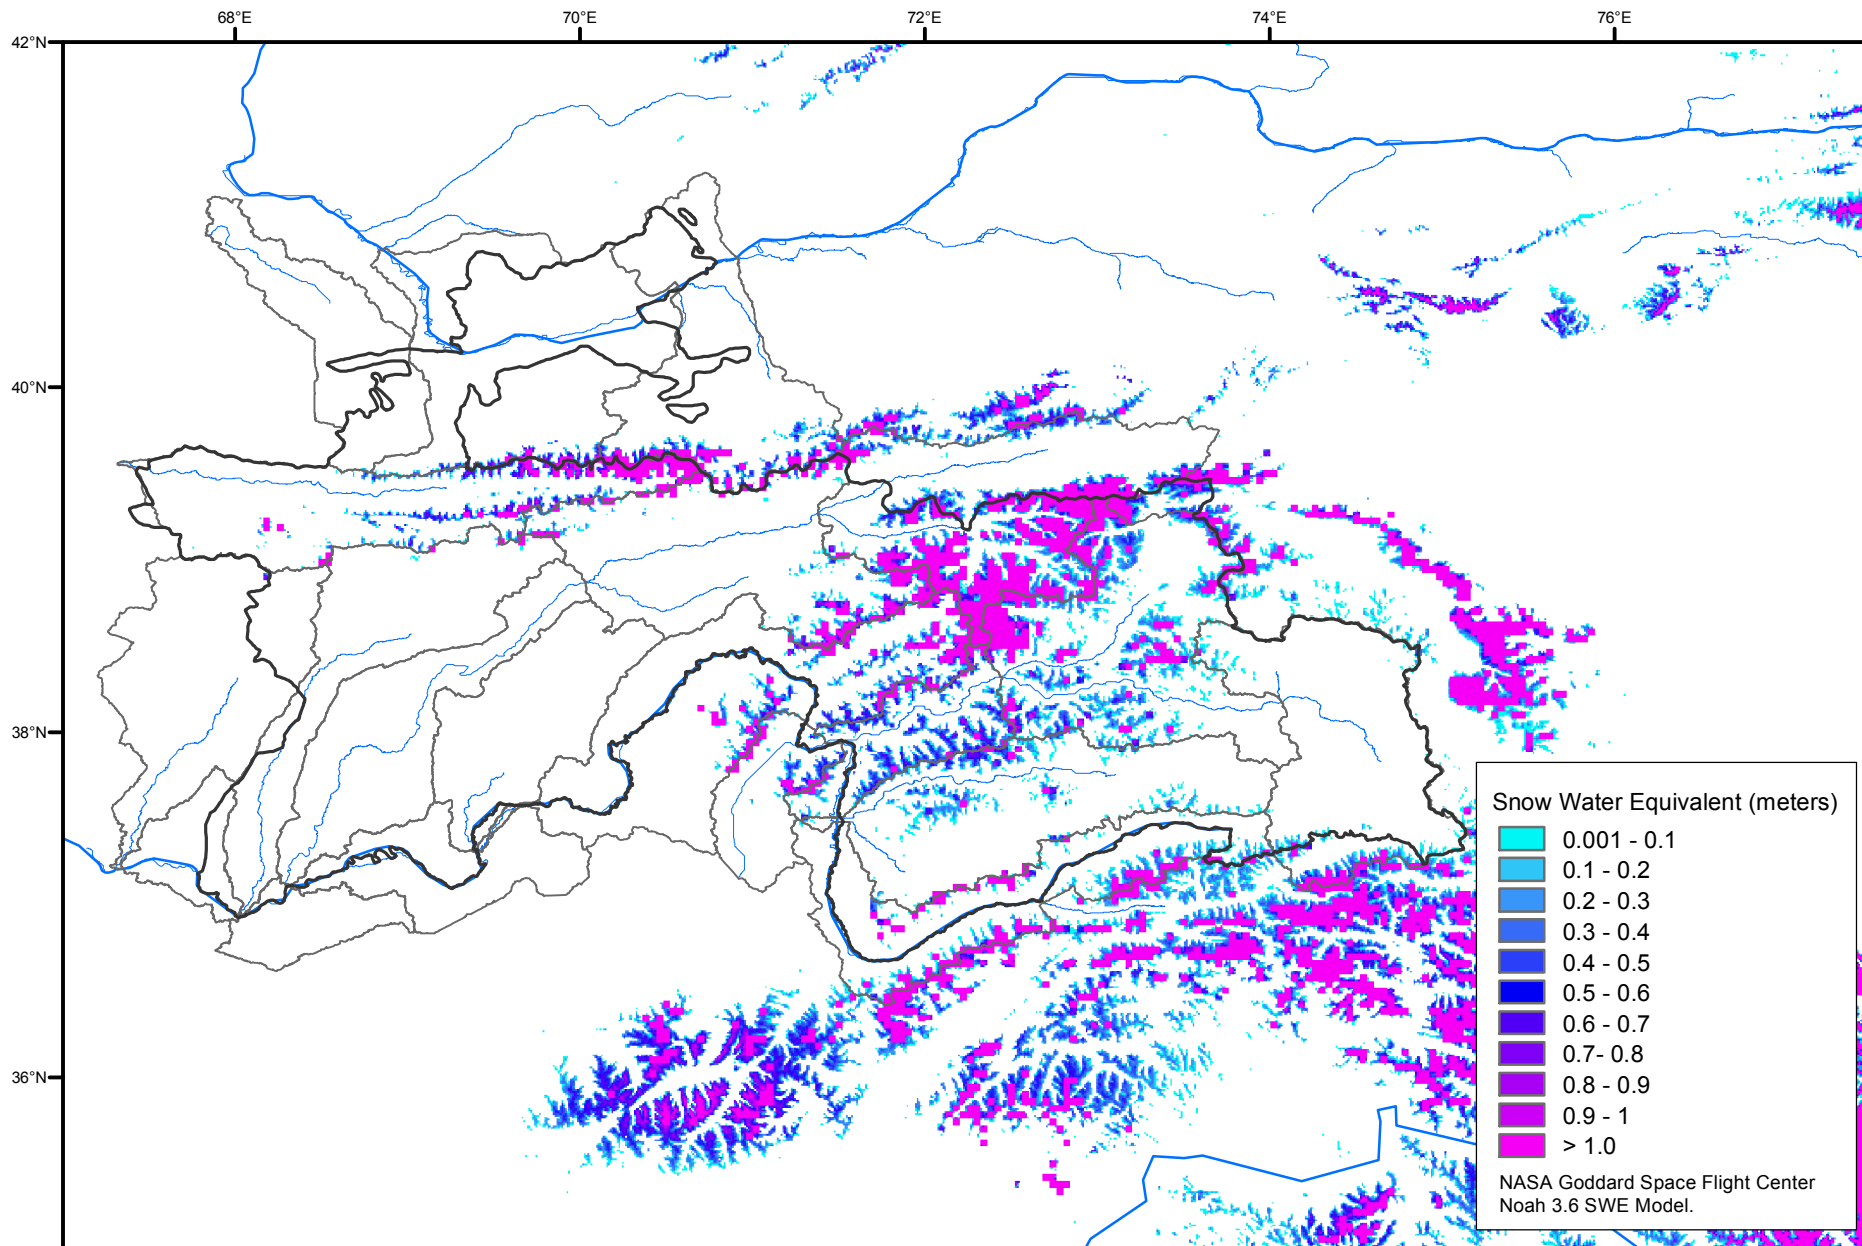 68°E 70°E 72°E 74°E 76°E
42°N
40°N
38°N
36°N
Snow Water Equivalent (meters)
0.001 - 0.1
0.1 - 0.2
0.2 - 0.3
0.3 - 0.4
0.4 - 0.5
0.5 - 0.6
0.6 - 0.7
0.7- 0.8
0.8 - 0.9
0.9 - 1
> 1.0
NASA Goddard Space Flight Center
Noah 3.6 SWE Model.